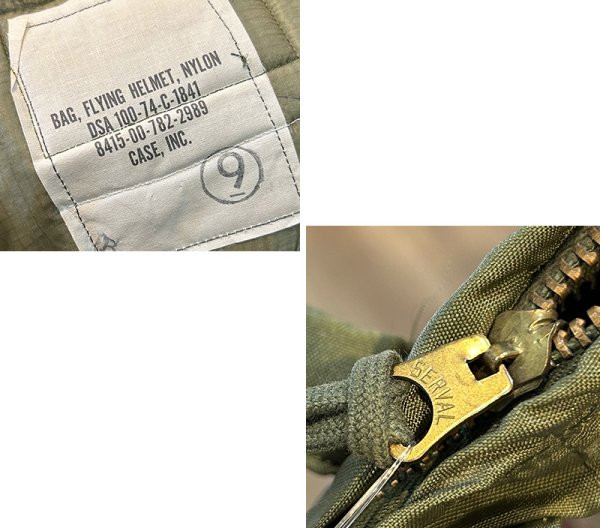 BAG, FLYING HELMET, NYLON
DSA 100-74-C-1841
8415-00-782-2989
CASE, INC.
9
SERVAL